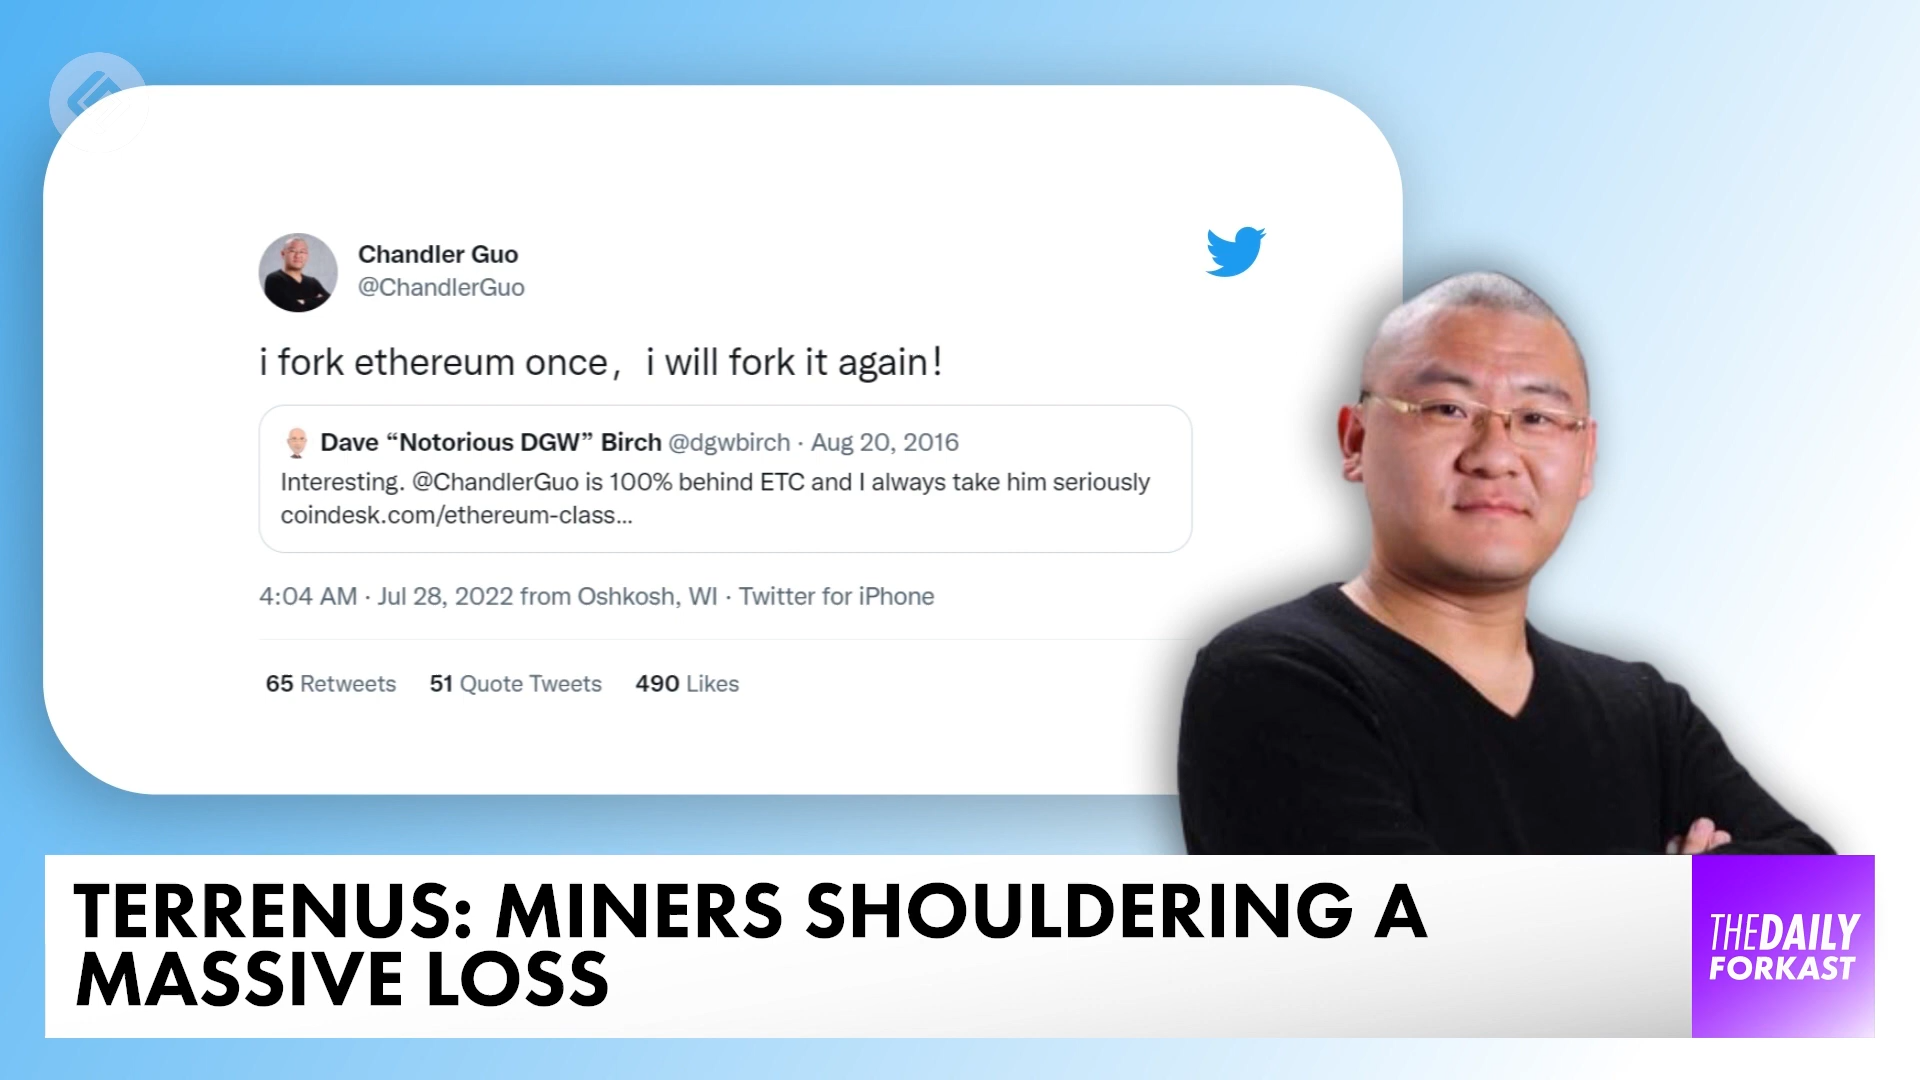 Chandler Guo
@ChandlerGuo
i fork ethereum once，i will fork it again！
Dave “Notorious DGW” Birch @dgwbirch · Aug 20, 2016
Interesting. @ChandlerGuo is 100% behind ETC and I always take him seriously
coindesk.com/ethereum-class...
4:04 AM · Jul 28, 2022 from Oshkosh, WI · Twitter for iPhone
65 Retweets 51 Quote Tweets 490 Likes
TERRENUS: MINERS SHOULDERING A
MASSIVE LOSS
THEDAILY
FORKAST